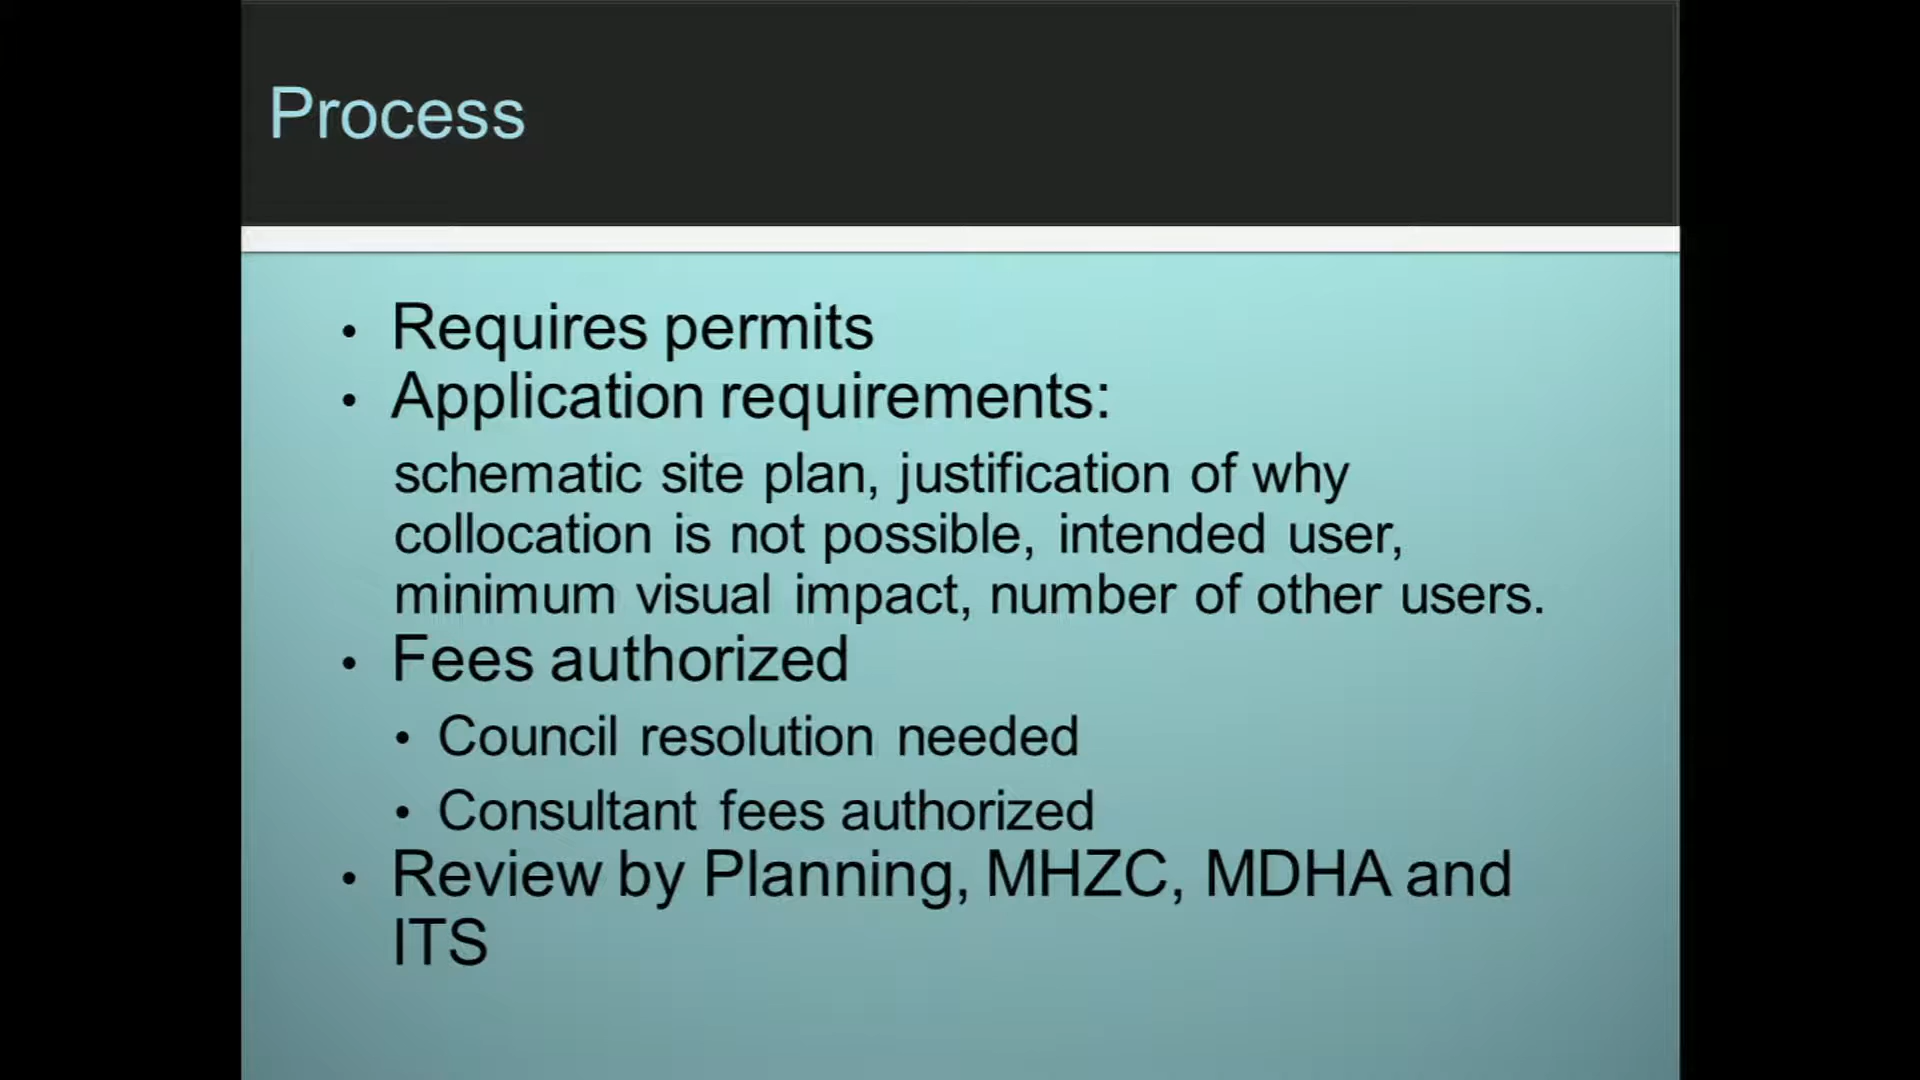 Process
• Requires permits
• Application requirements:
schematic site plan, justification of why
collocation is not possible, intended user,
minimum visual impact, number of other users.
• Fees authorized
• Council resolution needed
• Consultant fees authorized
• Review by Planning, MHZC, MDHA and
ITS